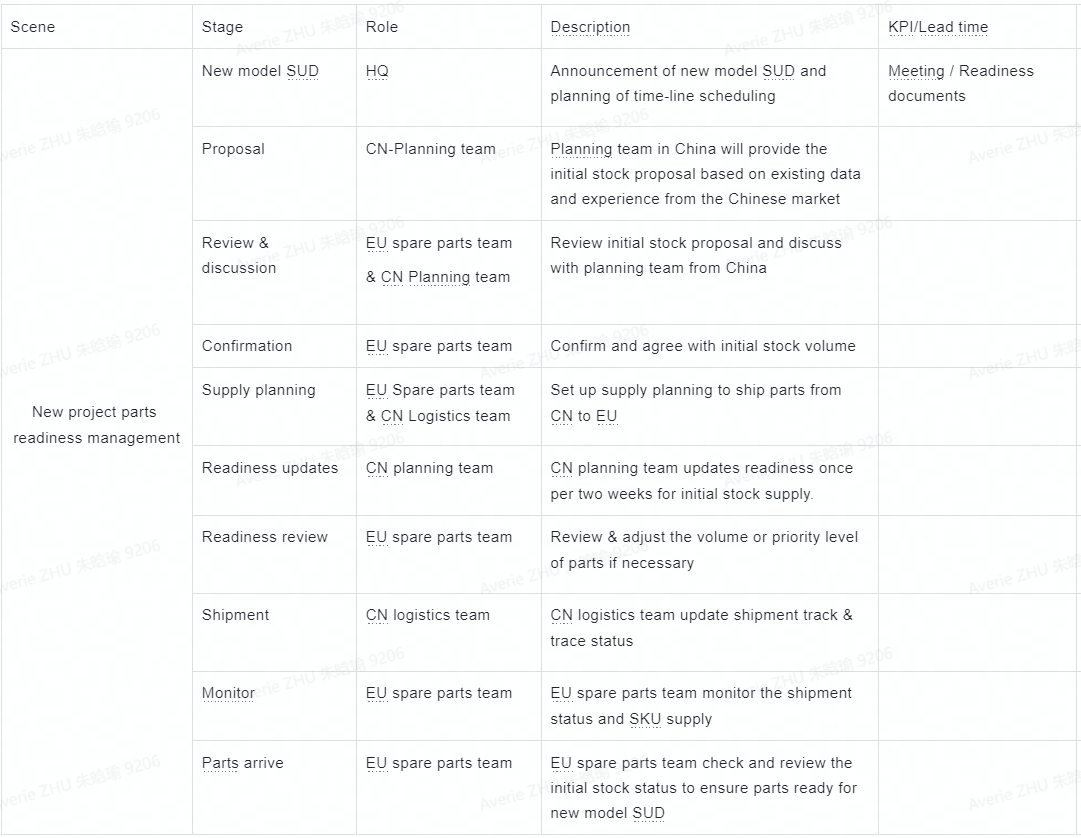 Scene Stage Role Description KPI/Lead time
New model SUD HQ Announcement of new model SUD and Meeting / Readiness
planning of time-line scheduling documents
Proposal CN-Planning team Planning team in China will provide the
initial stock proposal based on existing data
and experience from the Chinese market
Review & EU spare parts team Review initial stock proposal and discuss
discussion & CN Planning team with planning team from China
Confirmation EU spare parts team Confirm and agree with initial stock volume
Supply planning EU Spare parts team Set up supply planning to ship parts from
& CN Logistics team CN to EU
New project parts
readiness management
Readiness updates CN planning team CN planning team updates readiness once
per two weeks for initial stock supply.
Readiness review EU spare parts team Review & adjust the volume or priority level
of parts if necessary
Shipment CN logistics team CN logistics team update shipment track &
trace status
Monitor EU spare parts team EU spare parts team monitor the shipment
status and SKU supply
Parts arrive EU spare parts team EU spare parts team check and review the
initial stock status to ensure parts ready for
new model SUD
Averie ZHU 朱晗瑜 9206